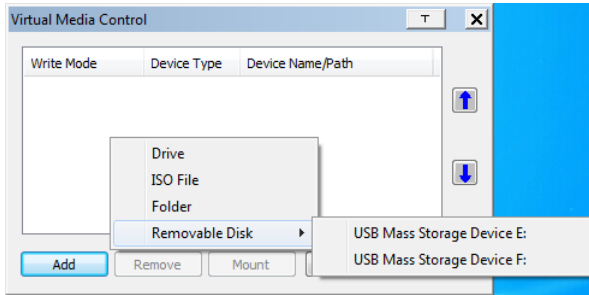 Virtual Media Control
Write Mode Device Type Device Name/Path
Drive
ISO File
Folder
Removable Disk
USB Mass Storage Device E:
USB Mass Storage Device F:
Add Remove Mount